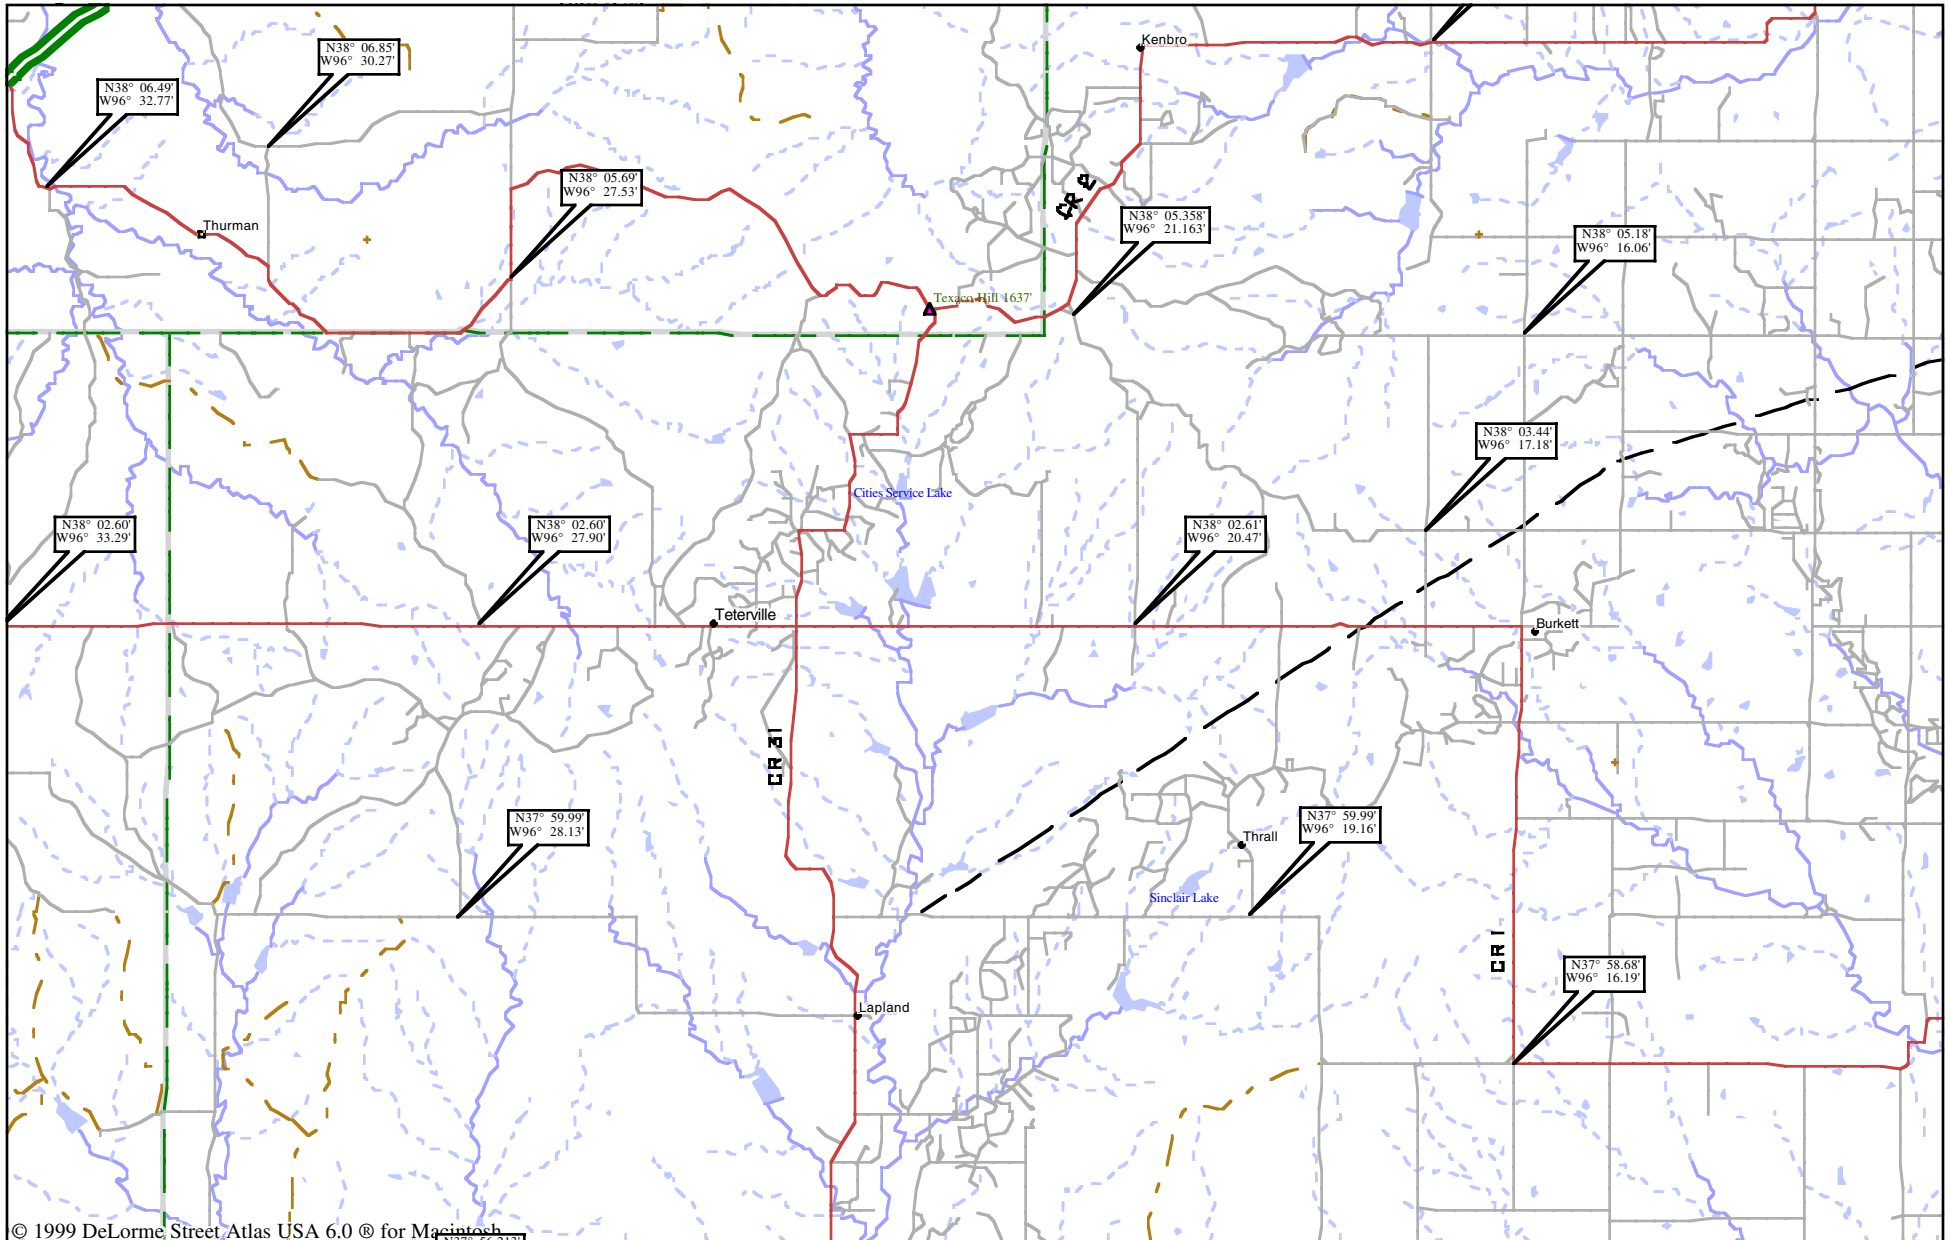 Kenbro
N38° 06.85'
W96° 30.27'
N38° 06.49'
W96° 32.77'
N38° 05.69'
W96° 27.53'
CR 2
N38° 05.358'
W96° 21.163'
Thurman
N38° 05.18'
W96° 16.06'
Texaco Hill 1637'
N38° 03.44'
W96° 17.18'
Cities Service Lake
N38° 02.60'
W96° 33.29'
N38° 02.60'
W96° 27.90'
N38° 02.61'
W96° 20.47'
Teterville
Burkett
CR 31
N37° 59.99'
W96° 28.13'
N37° 59.99'
W96° 19.16'
Thrall
Sinclair Lake
CR 1
N37° 58.68'
W96° 16.19'
Lapland
© 1999 DeLorme Street Atlas USA 6.0 ® for Macintosh